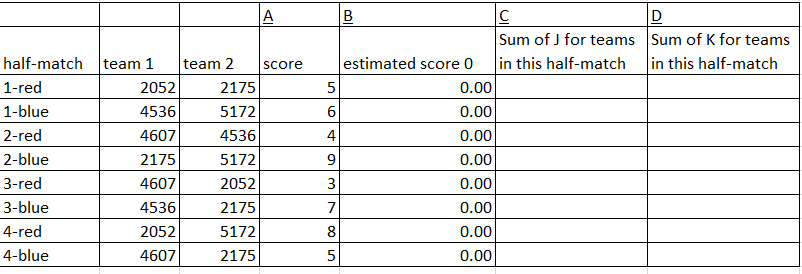 A B C D
half-match team 1 team 2 score estimated score 0 Sum of J for teams in this half-match Sum of K for teams in this half-match
1-red 2052 2175 5 0.00
1-blue 4536 5172 6 0.00
2-red 4607 4536 4 0.00
2-blue 2175 5172 9 0.00
3-red 4607 2052 3 0.00
3-blue 4536 2175 7 0.00
4-red 2052 5172 8 0.00
4-blue 4607 2175 5 0.00